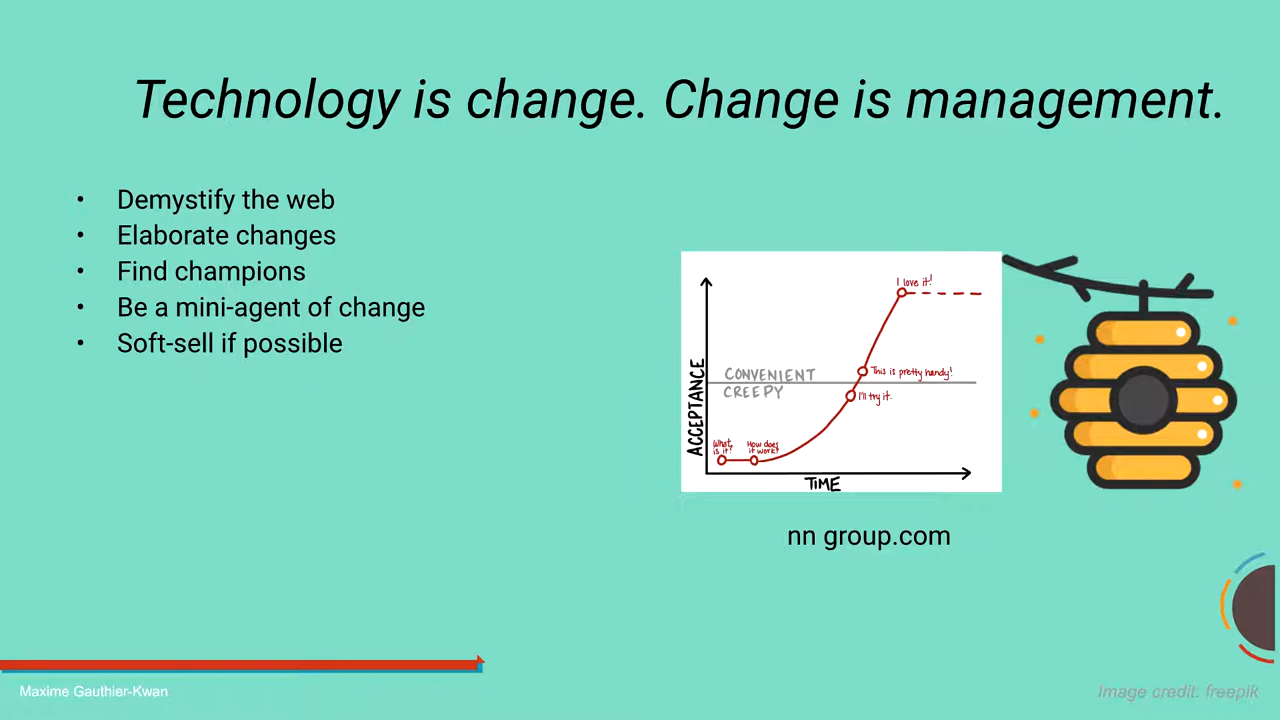 Technology is change. Change is management.
• Demystify the web
• Elaborate changes
• Find champions
• Be a mini-agent of change
• Soft-sell if possible
I love it!
CONVENIENT
This is pretty handy!
CREEPY
I'll try it.
ACCEPTANCE
What
is it?
How does
it work?
TIME
nn group.com
Maxime Gauthier-Kwan
Image credit: freepik